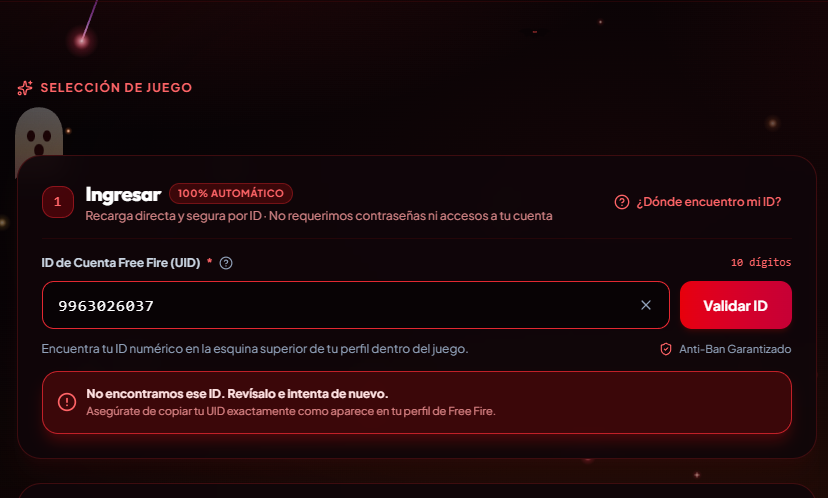 SELECCIÓN DE JUEGO
1 Ingresar 100% AUTOMÁTICO
Recarga directa y segura por ID · No requerimos contraseñas ni accesos a tu cuenta
¿Dónde encuentro mi ID?
ID de Cuenta Free Fire (UID) *
10 dígitos
9963026037
Validar ID
Encuentra tu ID numérico en la esquina superior de tu perfil dentro del juego.
Anti-Ban Garantizado
No encontramos ese ID. Revísalo e intenta de nuevo.
Asegúrate de copiar tu UID exactamente como aparece en tu perfil de Free Fire.